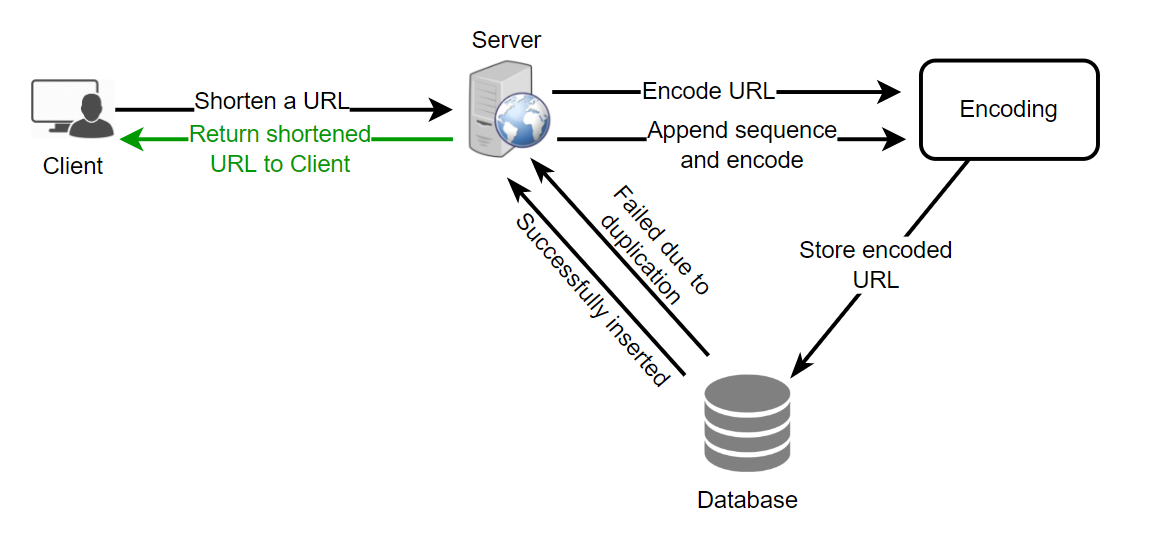 Server
Shorten a URL
Return shortened
URL to Client
Client
Encode URL
Append sequence
and encode
Encoding
Failed due to
duplication
Successfully inserted
Store encoded
URL
Database